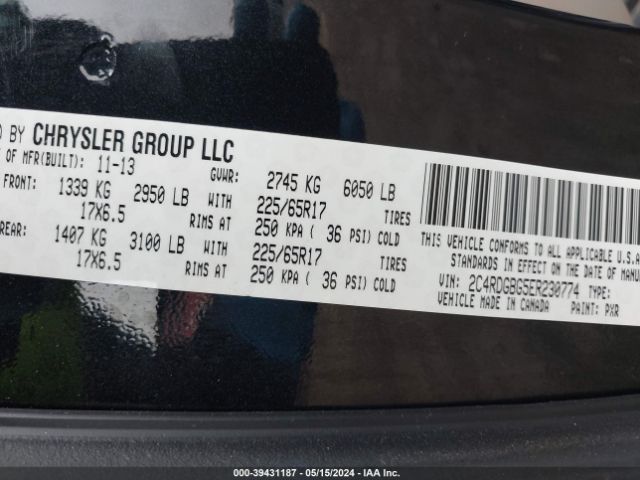 ) BY CHRYSLER GROUP LLC
OF MFR(BUILT): 11-13 GVWR: 2745 KG 6050 LB
FRONT: 1339 KG 2950 LB WITH 225/65R17 TIRES
17X6.5 RIMS AT 250 KPA ( 36 PSI) COLD
REAR: 1407 KG 3100 LB WITH 225/65R17 TIRES
17X6.5 RIMS AT 250 KPA ( 36 PSI) COLD
THIS VEHICLE CONFORMS TO ALL APPLICABLE U.S.A
STANDARDS IN EFFECT ON THE DATE OF MANU
VIN: 2C4RDGBG5ER230774 TYPE:
VEHICLE MADE IN CANADA PAINT: PXR
© 000-39431187 - 05/15/2024 - IAA Inc.